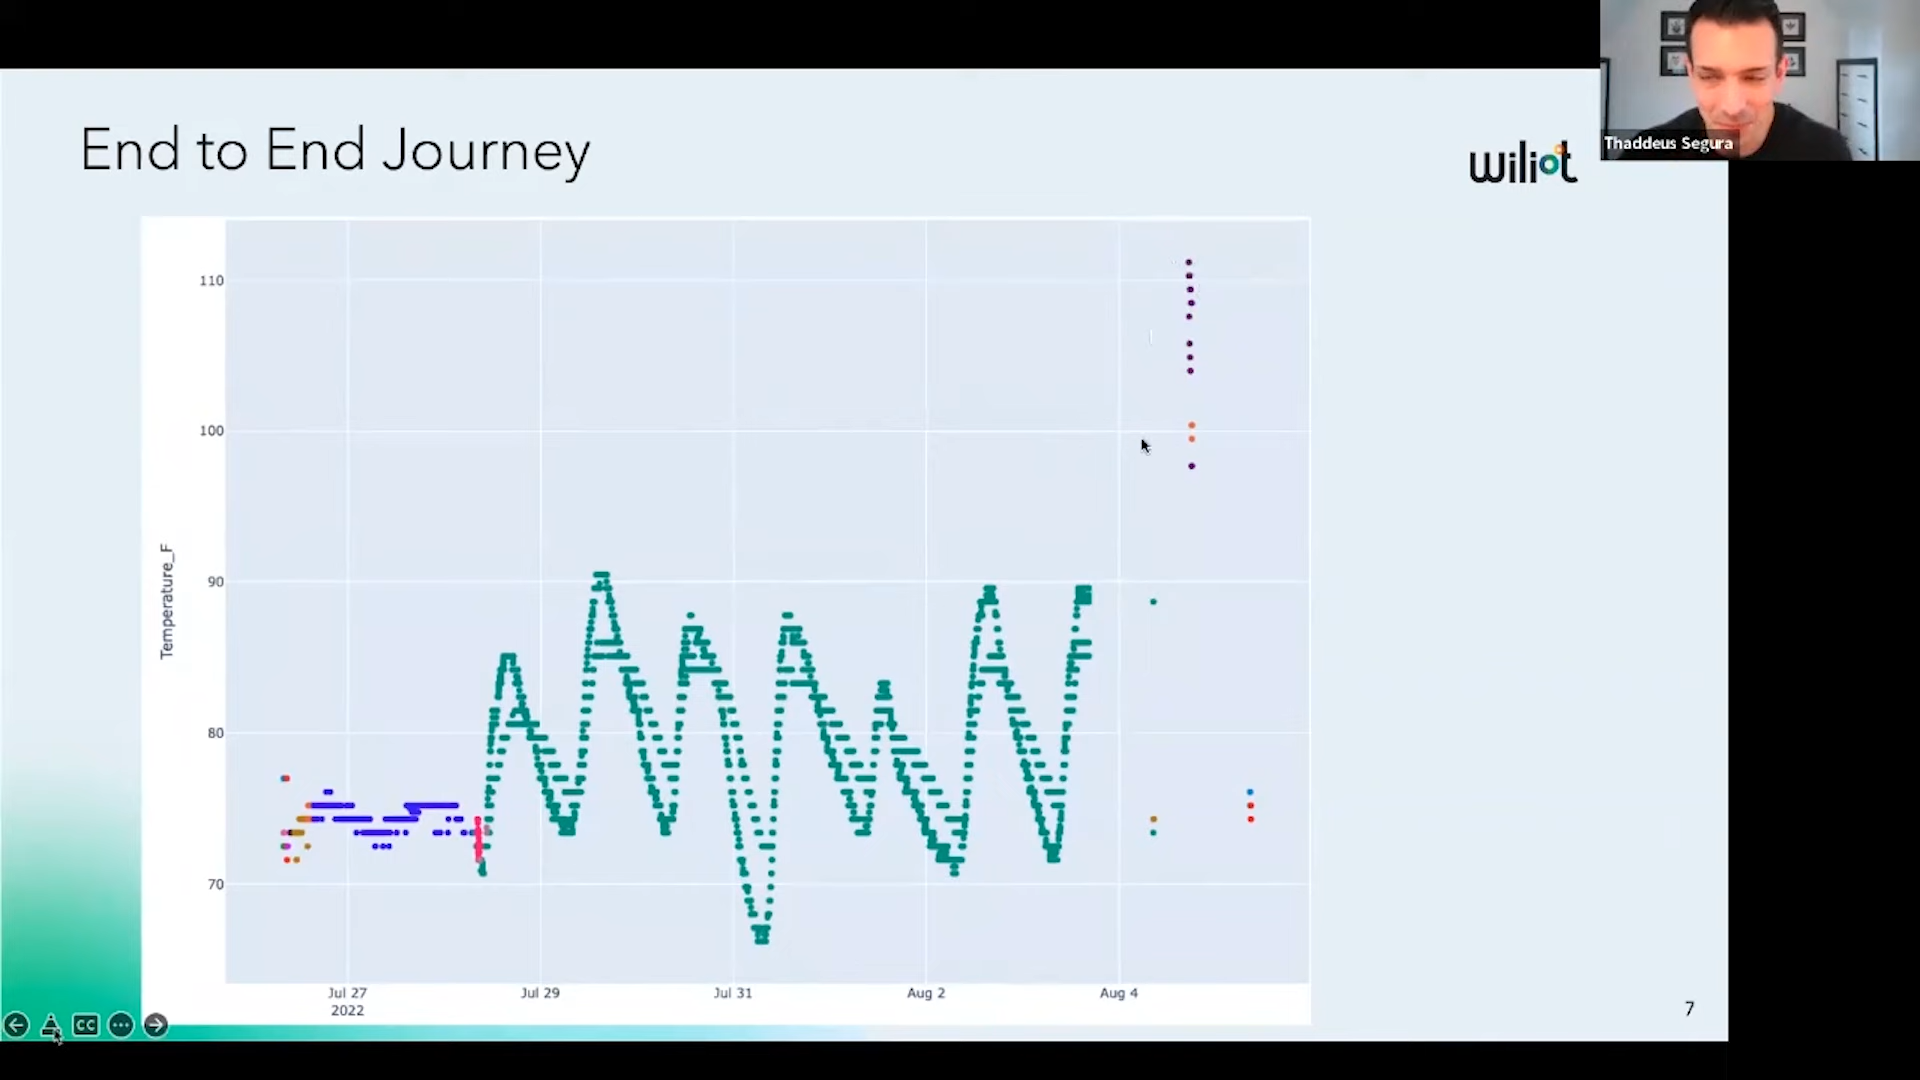 Thaddeus Segura
End to End Journey
wiliot
110
100
90
80
70
Temperature_F
Jul 27
2022
Jul 29
Jul 31
Aug 2
Aug 4
7
CC